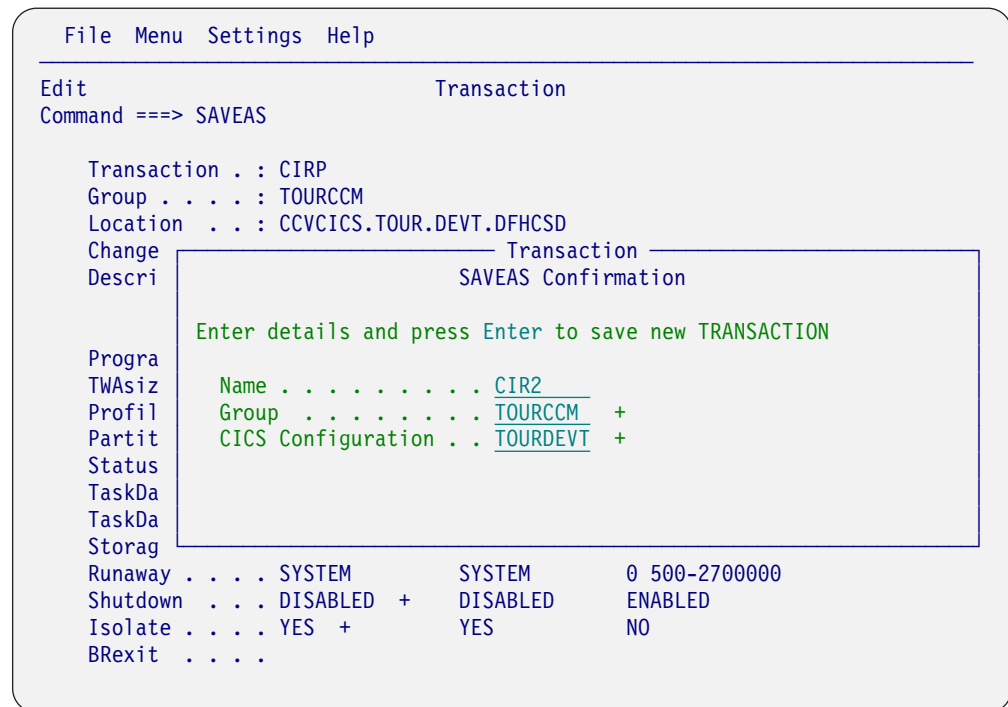 File Menu Settings Help
Edit Transaction
Command ===> SAVEAS
Transaction . : CIRP
Group . . . . : TOURCCM
Location . . : CCVCICS.TOUR.DEVT.DFHCSD
Change Transaction
Descri SAVEAS Confirmation
Enter details and press Enter to save new TRANSACTION
Progra
TWAsiz Name . . . . . . . . . CIR2
Profil Group . . . . . . . . TOURCCM +
Partit CICS Configuration . . TOURDEVT +
Status
TaskDa
TaskDa
Storag
Runaway . . . . SYSTEM SYSTEM 0 500-2700000
Shutdown . . . DISABLED + DISABLED ENABLED
Isolate . . . . YES + YES NO
BRexit . . . .